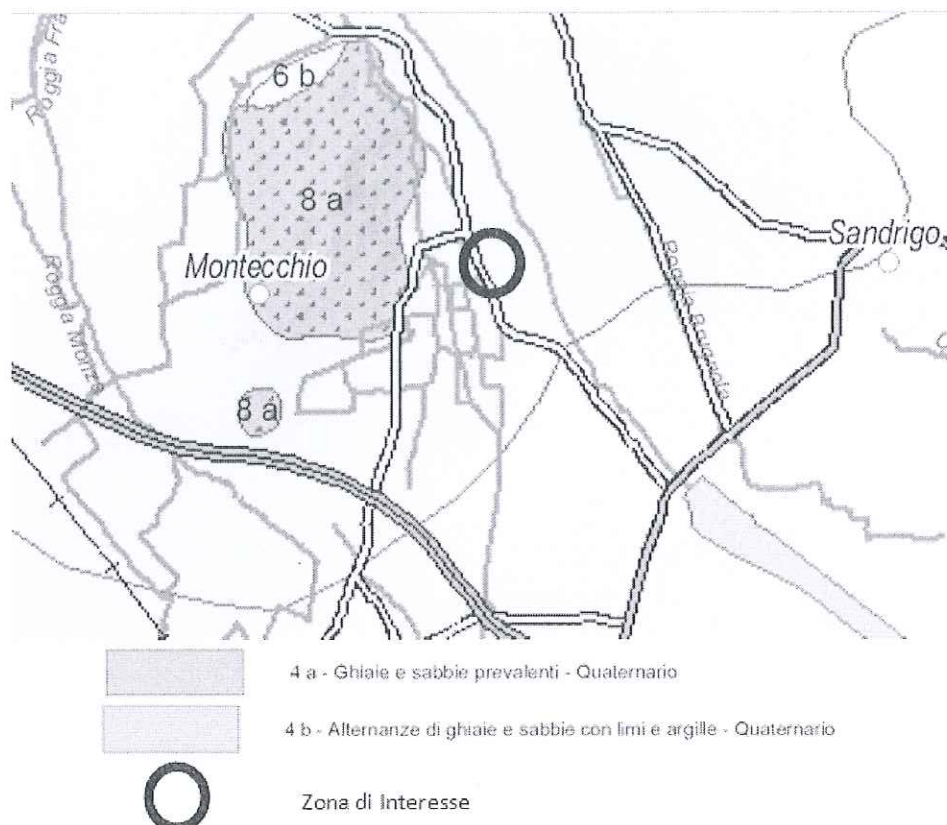 Roggia Fra
6 b
8 a
Sandrigo
Montecchio
Roggia Monza
8 a
4 a - Ghiaie e sabbie prevalenti - Quaternario
4 b - Alternanze di ghiaie e sabbie con limi e argille - Quaternario
Zona di Interesse